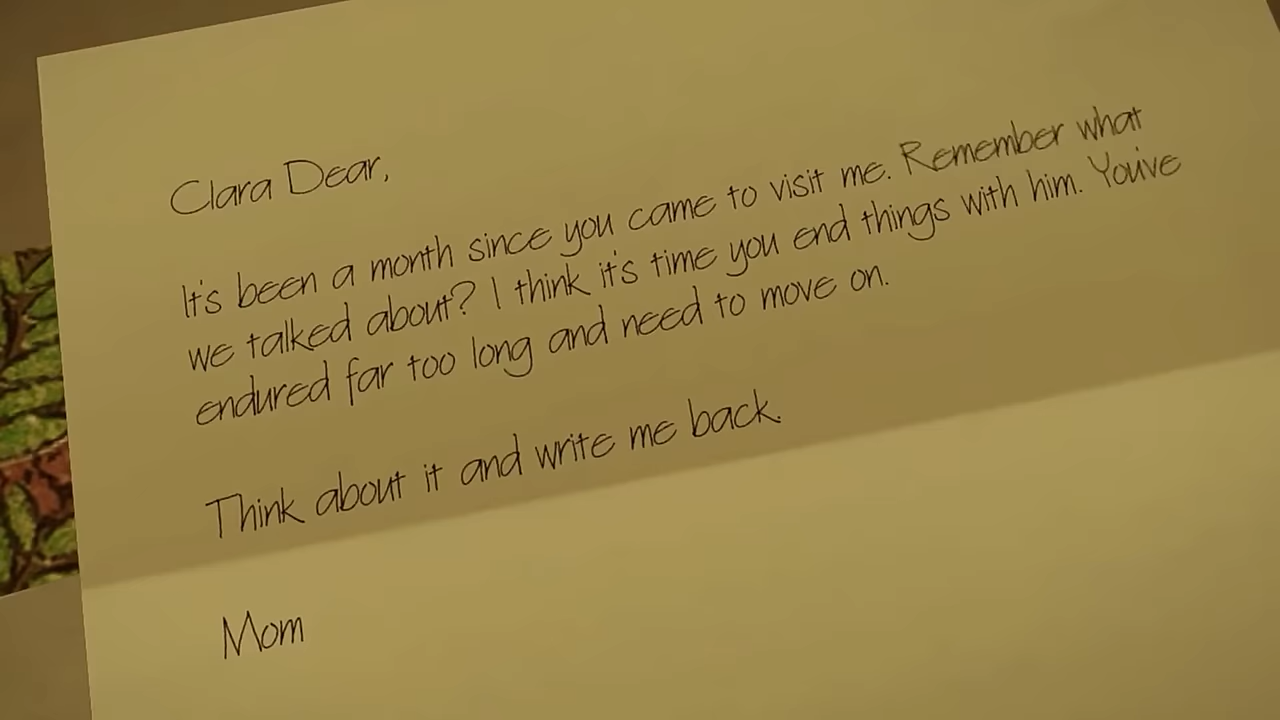 Clara Dear,
It's been a month since you came to visit me. Remember what
we talked about? I think it's time you end things with him. You've
endured far too long and need to move on.
Think about it and write me back.
Mom